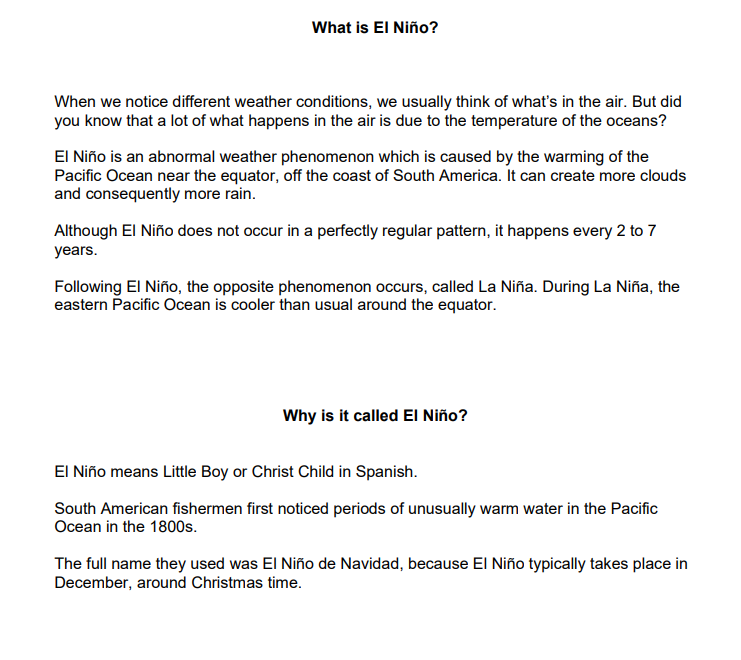 What is El Niño?
When we notice different weather conditions, we usually think of what’s in the air. But did
you know that a lot of what happens in the air is due to the temperature of the oceans?
El Niño is an abnormal weather phenomenon which is caused by the warming of the
Pacific Ocean near the equator, off the coast of South America. It can create more clouds
and consequently more rain.
Although El Niño does not occur in a perfectly regular pattern, it happens every 2 to 7
years.
Following El Niño, the opposite phenomenon occurs, called La Niña. During La Niña, the
eastern Pacific Ocean is cooler than usual around the equator.
Why is it called El Niño?
El Niño means Little Boy or Christ Child in Spanish.
South American fishermen first noticed periods of unusually warm water in the Pacific
Ocean in the 1800s.
The full name they used was El Niño de Navidad, because El Niño typically takes place in
December, around Christmas time.